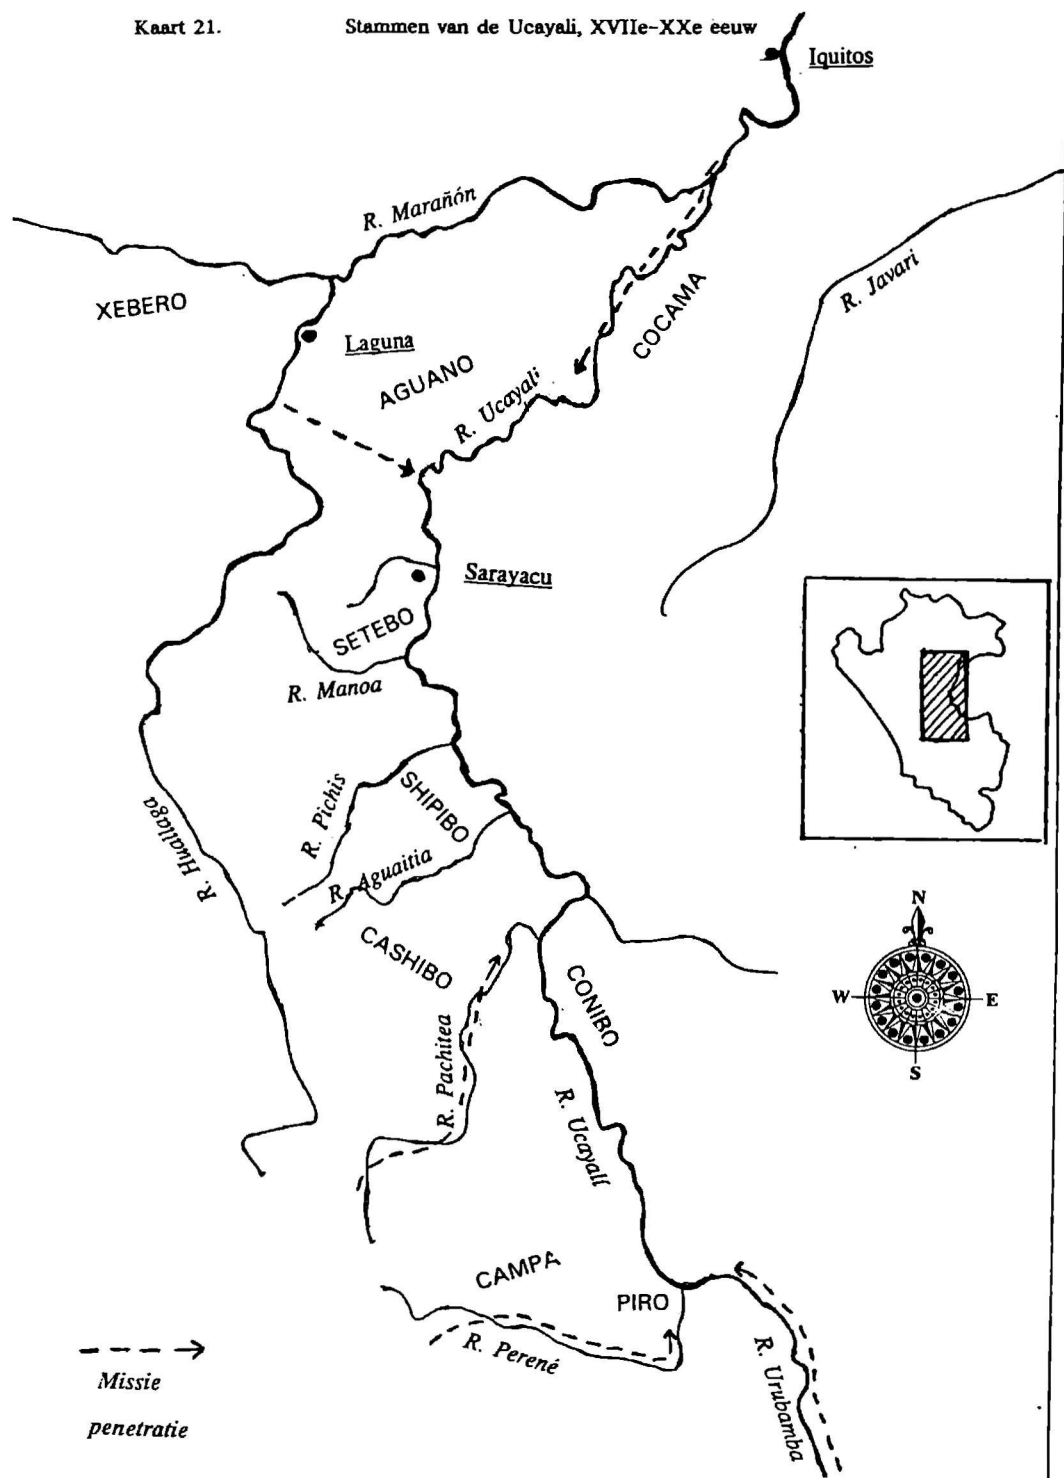 Kaart 21. Stammen van de Ucayali, XVIIe-XXe eeuw
Iquitos
R. Marañón
R. Javari
XEBERO
COCAMA
Laguna
AGUANO
R. Ucayali
Sarayacu
SETEBO
R. Manoa
R. Pichis
SHIPIBO
R. Huallaga
R. Aguaitia
N
CASHIBO
CONIBO
W
E
R. Pachitea
S
R. Ucayali
CAMPA
PIRO
R. Perené
R. Urubamba
Missie
penetratie